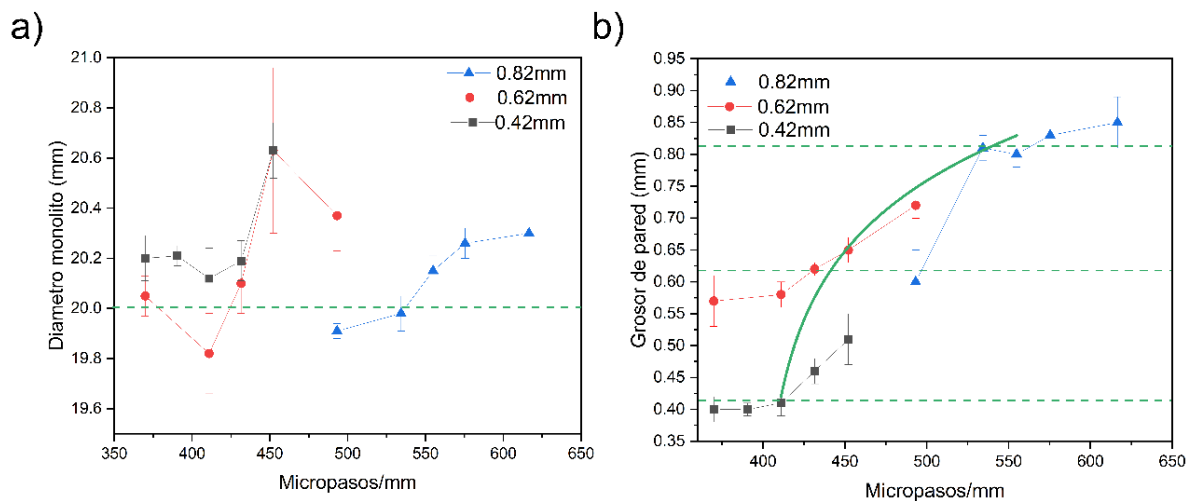 a)
21.0
20.8
20.6
20.4
20.2
20.0
19.8
19.6
Diametro monolito (mm)
0.82mm
0.62mm
0.42mm
350
400
450
500
550
600
650
Micropasos/mm
b)
0.95
0.90
0.85
0.80
0.75
0.70
0.65
0.60
0.55
0.50
0.45
0.40
0.35
Grosor de pared (mm)
0.82mm
0.62mm
0.42mm
400
450
500
550
600
650
Micropasos/mm